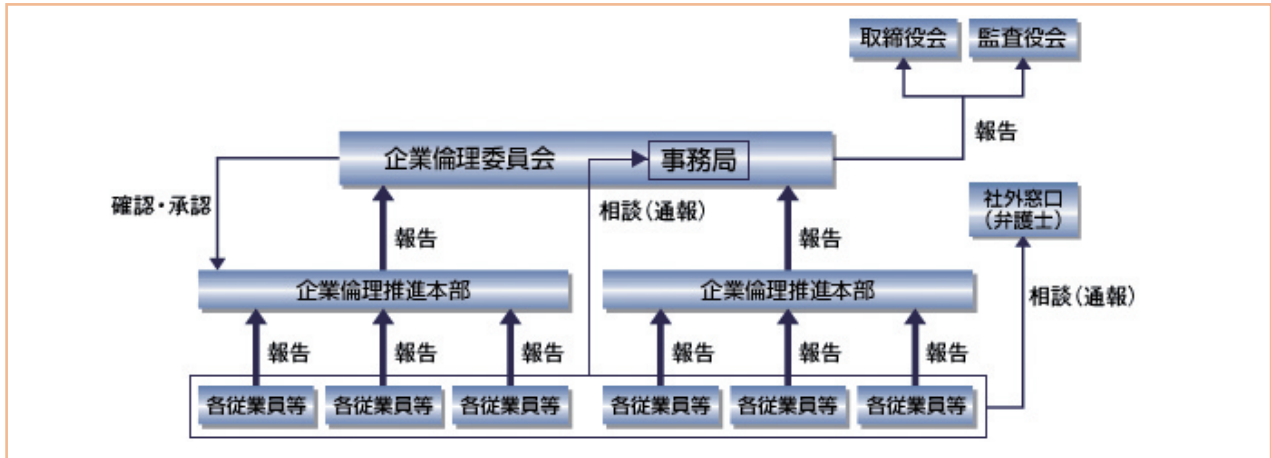 取締役会
監査役会
報告
企業倫理委員会
事務局
確認・承認
相談(通報)
社外窓口
(弁護士)
報告
報告
企業倫理推進本部
企業倫理推進本部
相談(通報)
報告
報告
報告
報告
報告
報告
各従業員等
各従業員等
各従業員等
各従業員等
各従業員等
各従業員等